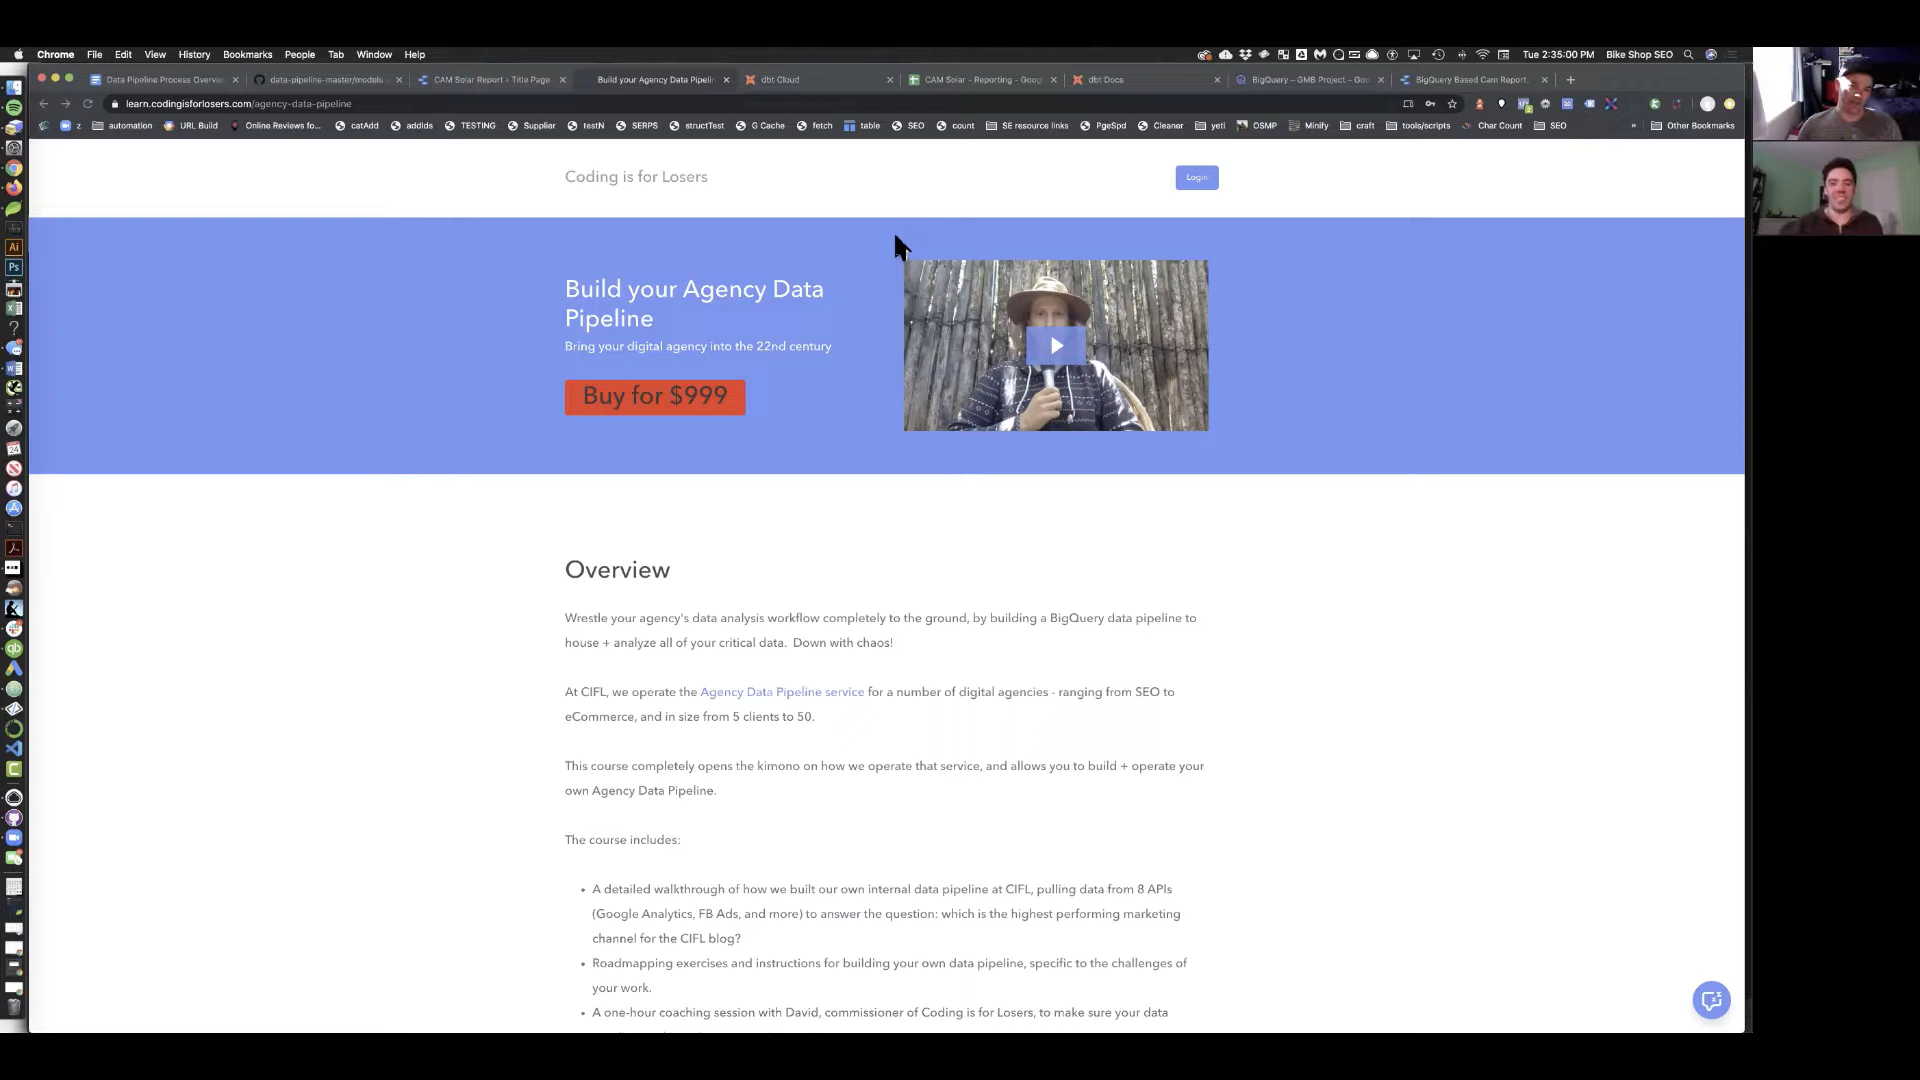 Chrome File Edit View History Bookmarks People Tab Window Help
Tue 2:35:00 PM Bike Shop SEO
Data Pipeline Process Overvie
data-pipeline-master/models
CAM Solar Report › Title Page
Build your Agency Data Pipelin
dbt Cloud
CAM Solar - Reporting - Goog
dbt Docs
BigQuery – GMB Project – Goo
BigQuery Based Cam Report
learn.codingisforlosers.com/agency-data-pipeline
z automation URL Build Online Reviews fo... catAdd addIds TESTING Supplier testN SERPS structTest G Cache fetch table SEO count SE resource links PgeSpd Cleaner yeti OSMP Minify craft tools/scripts Char Count SEO » Other Bookmarks
Coding is for Losers
Login
Build your Agency Data
Pipeline
Bring your digital agency into the 22nd century
Buy for $999
Overview
Wrestle your agency's data analysis workflow completely to the ground, by building a BigQuery data pipeline to
house + analyze all of your critical data. Down with chaos!
At CIFL, we operate the Agency Data Pipeline service for a number of digital agencies - ranging from SEO to
eCommerce, and in size from 5 clients to 50.
This course completely opens the kimono on how we operate that service, and allows you to build + operate your
own Agency Data Pipeline.
The course includes:
• A detailed walkthrough of how we built our own internal data pipeline at CIFL, pulling data from 8 APIs
(Google Analytics, FB Ads, and more) to answer the question: which is the highest performing marketing
channel for the CIFL blog?
• Roadmapping exercises and instructions for building your own data pipeline, specific to the challenges of
your work.
• A one-hour coaching session with David, commissioner of Coding is for Losers, to make sure your data
Ai
Ps